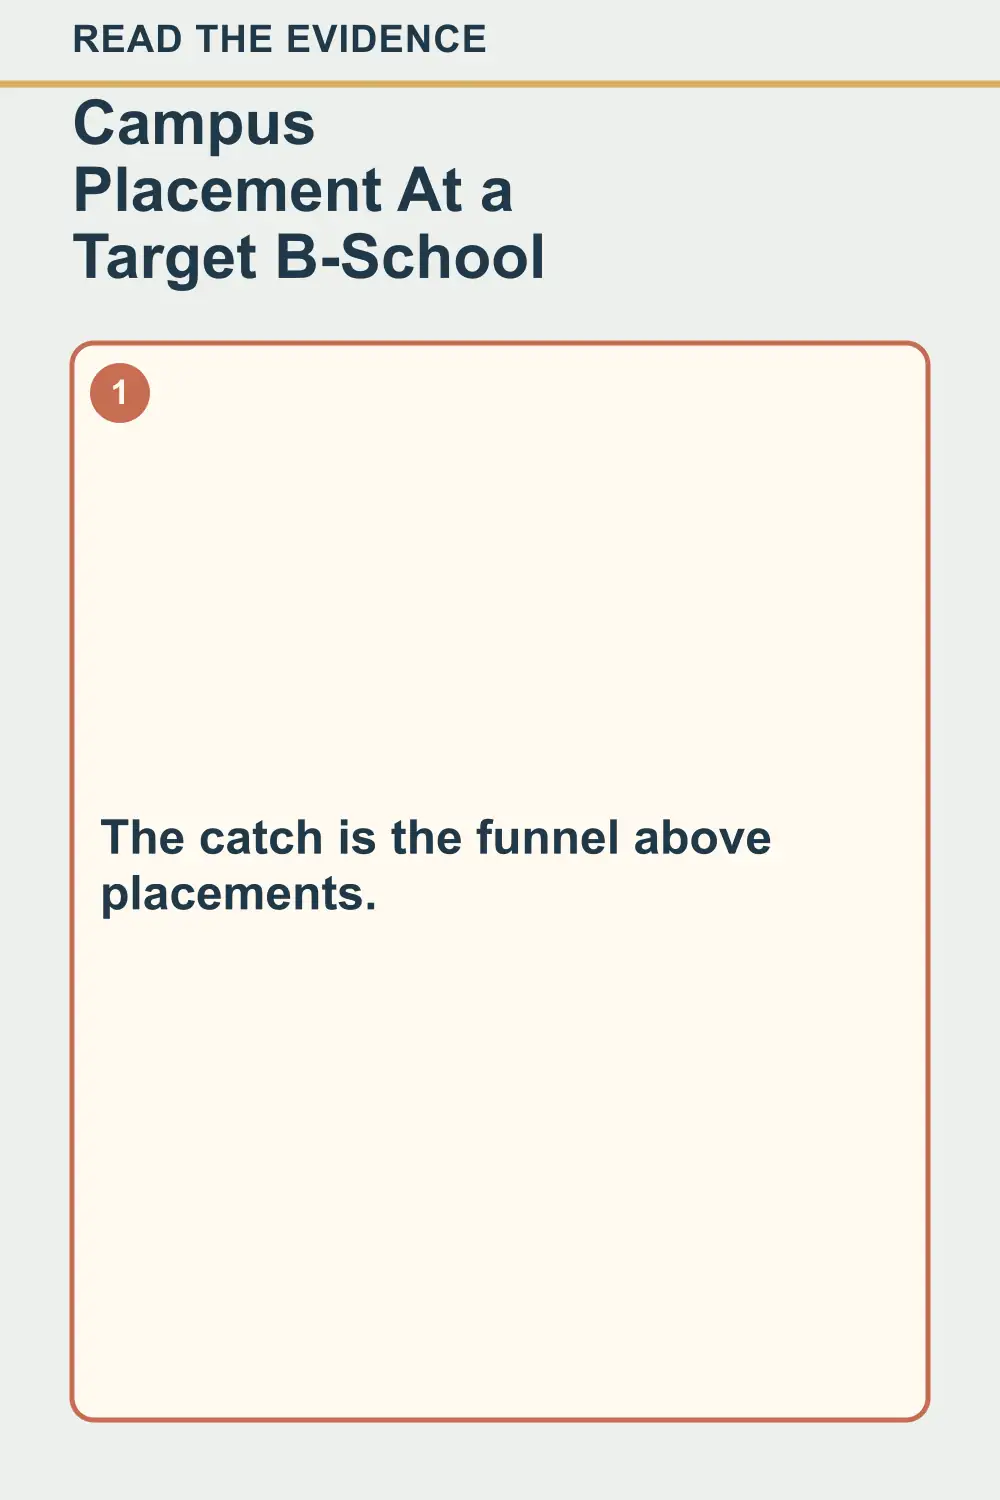 READ THE EVIDENCE
Campus
Placement At a
Target B-School
1
The catch is the funnel above
placements.